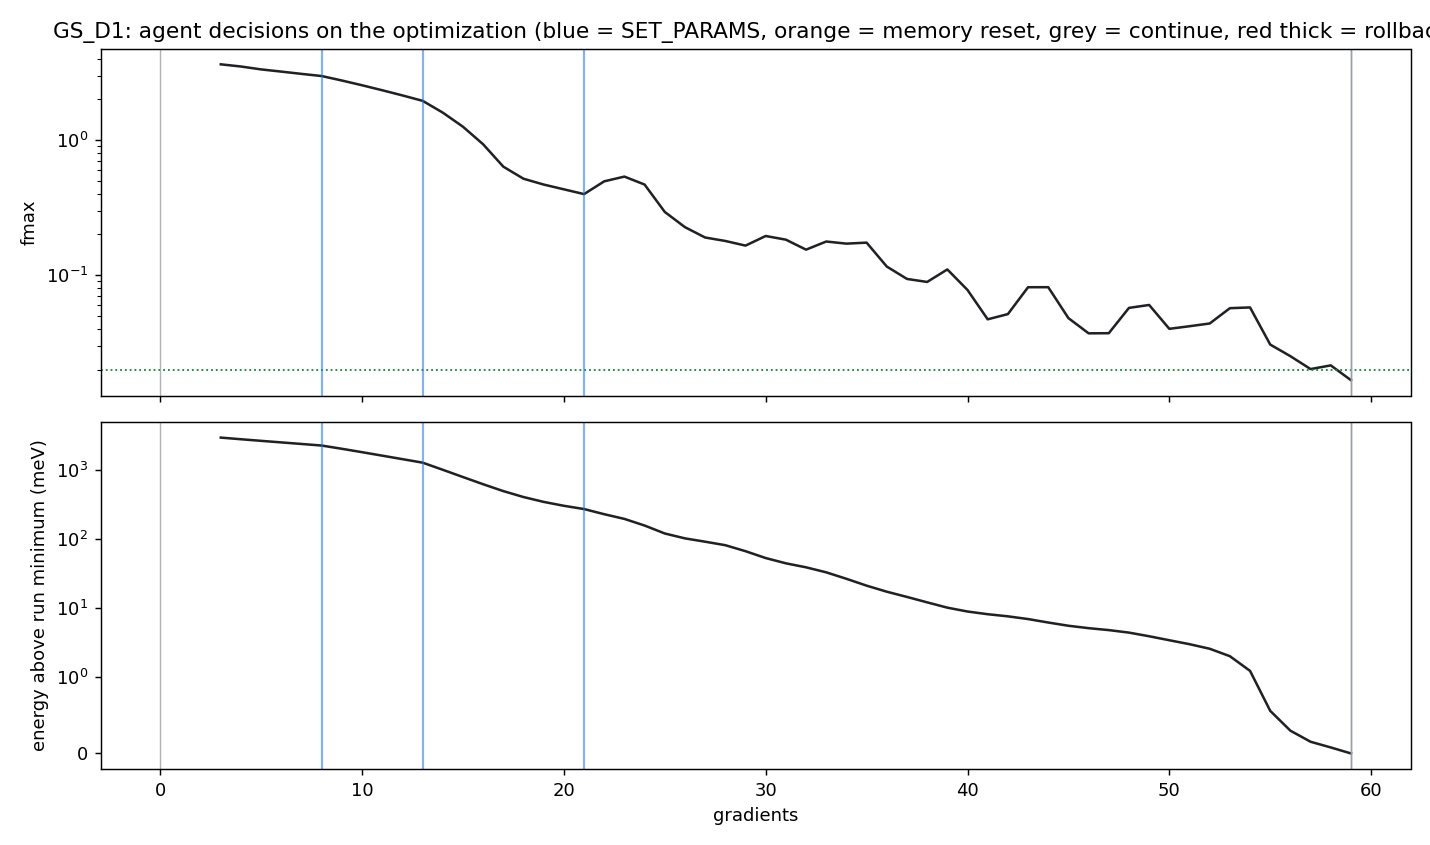 GS_D1: agent decisions on the optimization (blue = SET_PARAMS, orange = memory reset, grey = continue, red thick = rollbac
10⁰
10⁻¹
fmax
10³
10²
10¹
10⁰
0
energy above run minimum (meV)
0 10 20 30 40 50 60
gradients